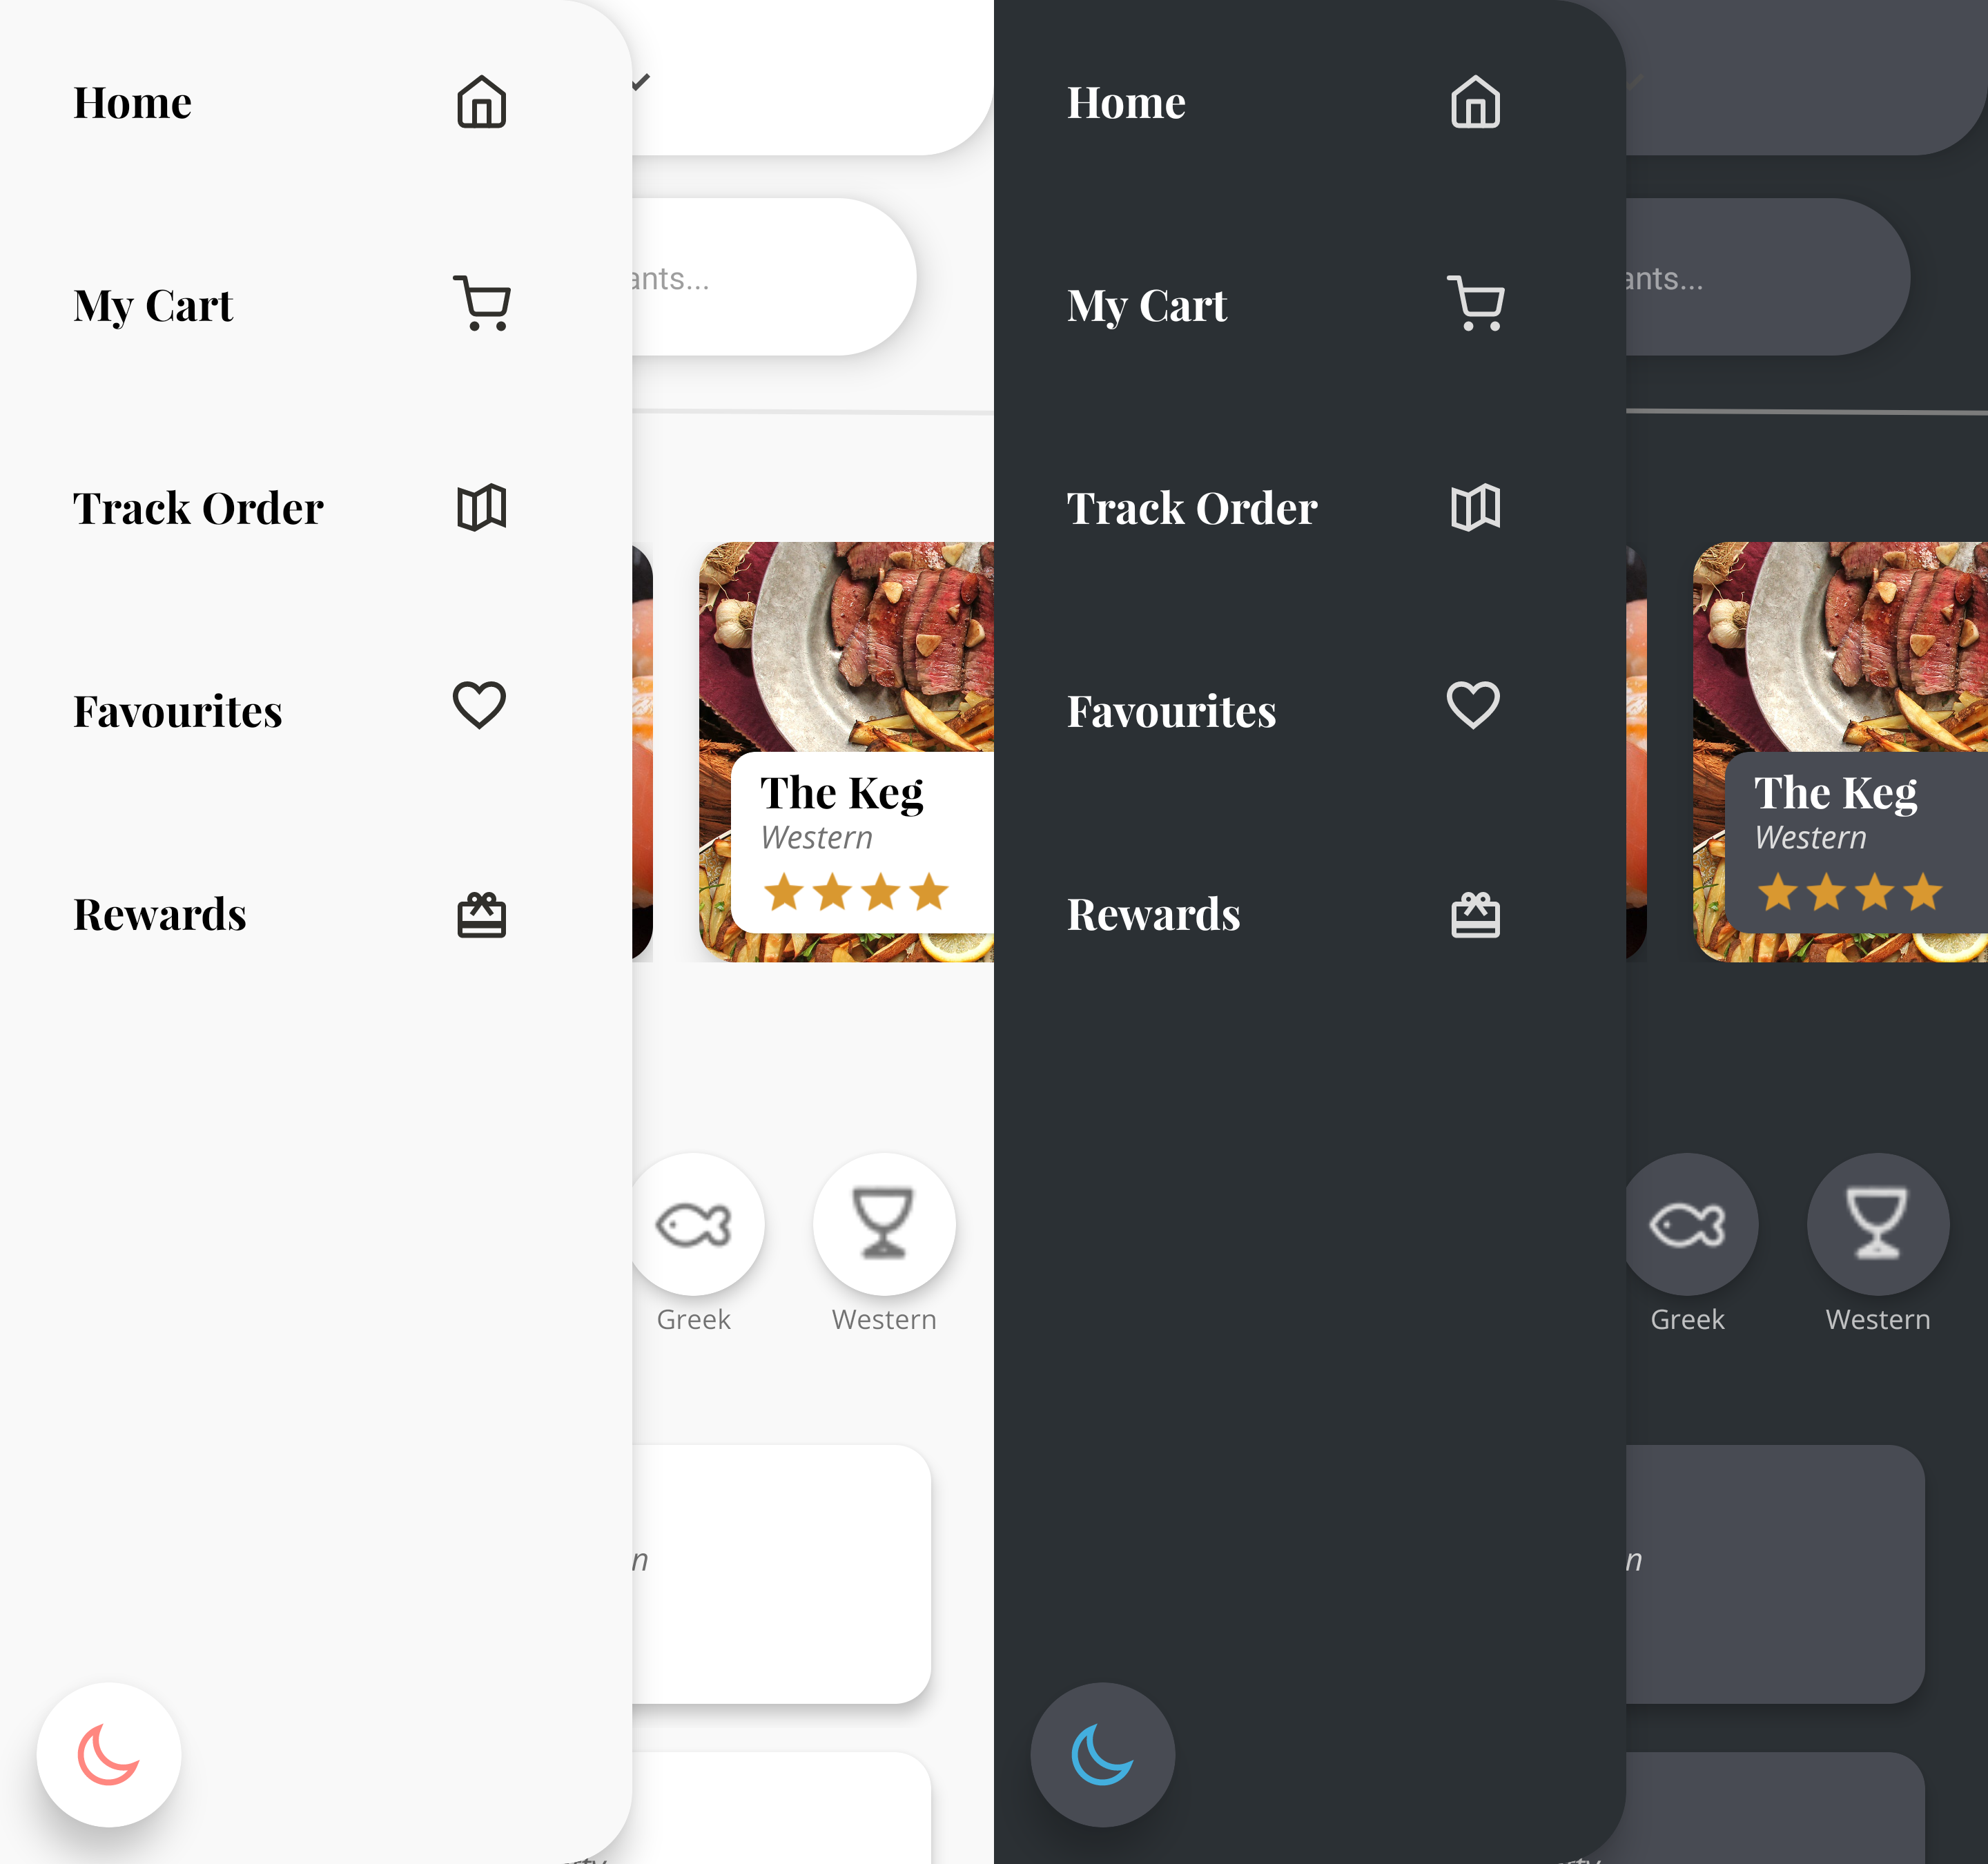 Home
My Cart
Track Order
Favourites
Rewards
ants...
The Keg
Western
Greek
Western
n
Home
My Cart
Track Order
Favourites
Rewards
ants...
The Keg
Western
Greek
Western
n